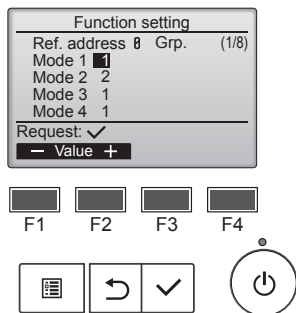 Function setting
Ref. address 0 Grp. (1/8)
Mode 1 1
Mode 2 2
Mode 3 1
Mode 4 1
Request: ✓
− Value +
F1 F2 F3 F4